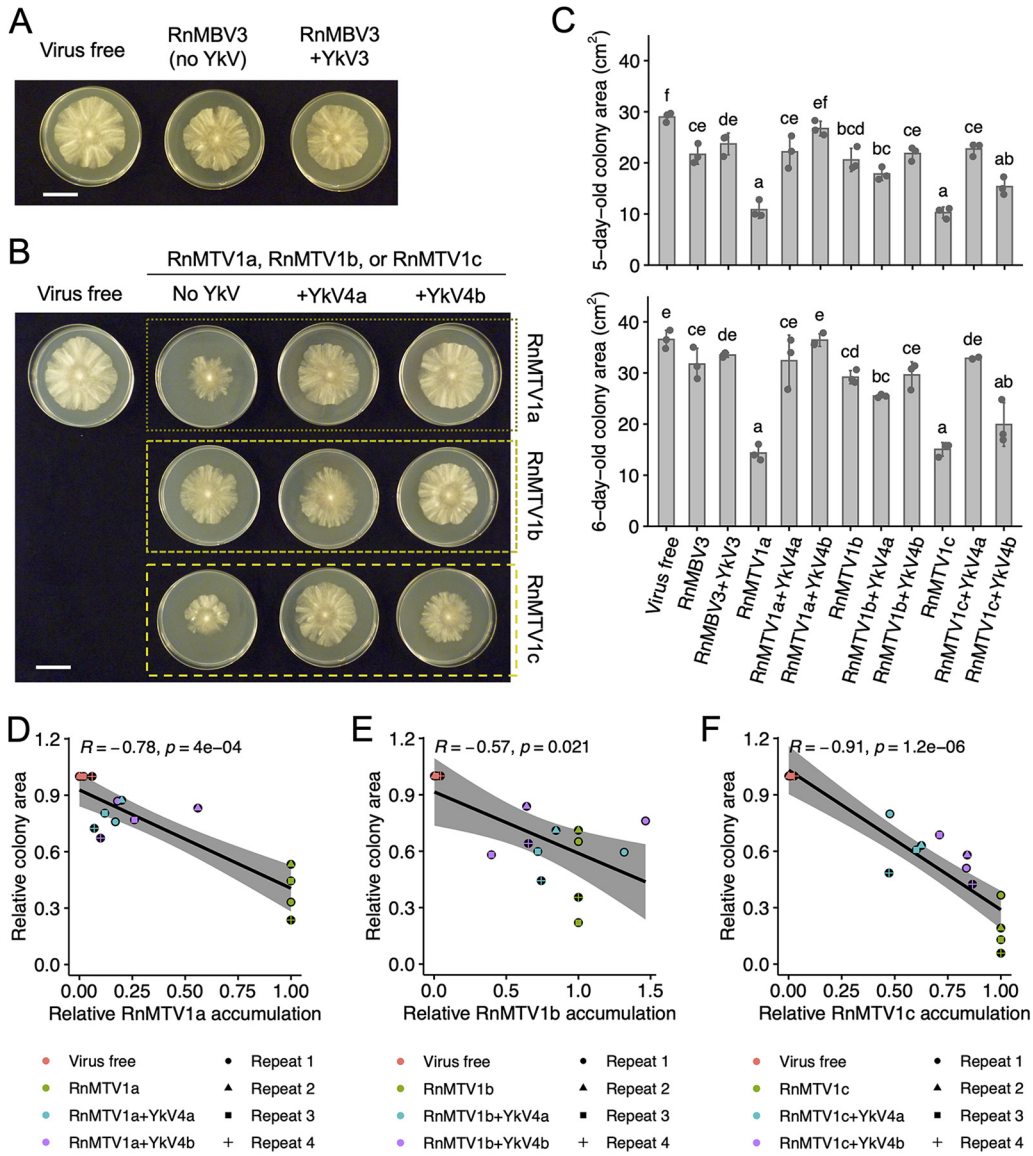 A
Virus free
RnMBV3
(no YkV)
RnMBV3
+YkV3
B
RnMTV1a, RnMTV1b, or RnMTV1c
Virus free
No YkV
+YkV4a
+YkV4b
RnMTV1a
RnMTV1b
RnMTV1c
C
5−day−old colony area (cm2)
40
30
20
10
0
f
ce
de
a
ce
ef
bcd
bc
ce
a
ce
ab
6−day−old colony area (cm2)
40
30
20
10
0
e
ce
de
a
ce
e
cd
bc
ce
a
ce
ab
Virus free
RnMBV3
RnMBV3+YkV3
RnMTV1a
RnMTV1a+YkV4a
RnMTV1a+YkV4b
RnMTV1b
RnMTV1b+YkV4a
RnMTV1b+YkV4b
RnMTV1c
RnMTV1c+YkV4a
RnMTV1c+YkV4b
D
R = −0.78, p = 4e−04
Relative colony area
1.2
0.9
0.6
0.3
0.0
0.00 0.25 0.50 0.75 1.00
Relative RnMTV1a accumulation
Virus free
RnMTV1a
RnMTV1a+YkV4a
RnMTV1a+YkV4b
Repeat 1
Repeat 2
Repeat 3
Repeat 4
E
R = −0.57, p = 0.021
Relative colony area
1.2
0.9
0.6
0.3
0.0
0.0 0.5 1.0 1.5
Relative RnMTV1b accumulation
Virus free
RnMTV1b
RnMTV1b+YkV4a
RnMTV1b+YkV4b
Repeat 1
Repeat 2
Repeat 3
Repeat 4
F
R = −0.91, p = 1.2e−06
Relative colony area
1.2
0.9
0.6
0.3
0.0
0.00 0.25 0.50 0.75 1.00
Relative RnMTV1c accumulation
Virus free
RnMTV1c
RnMTV1c+YkV4a
RnMTV1c+YkV4b
Repeat 1
Repeat 2
Repeat 3
Repeat 4